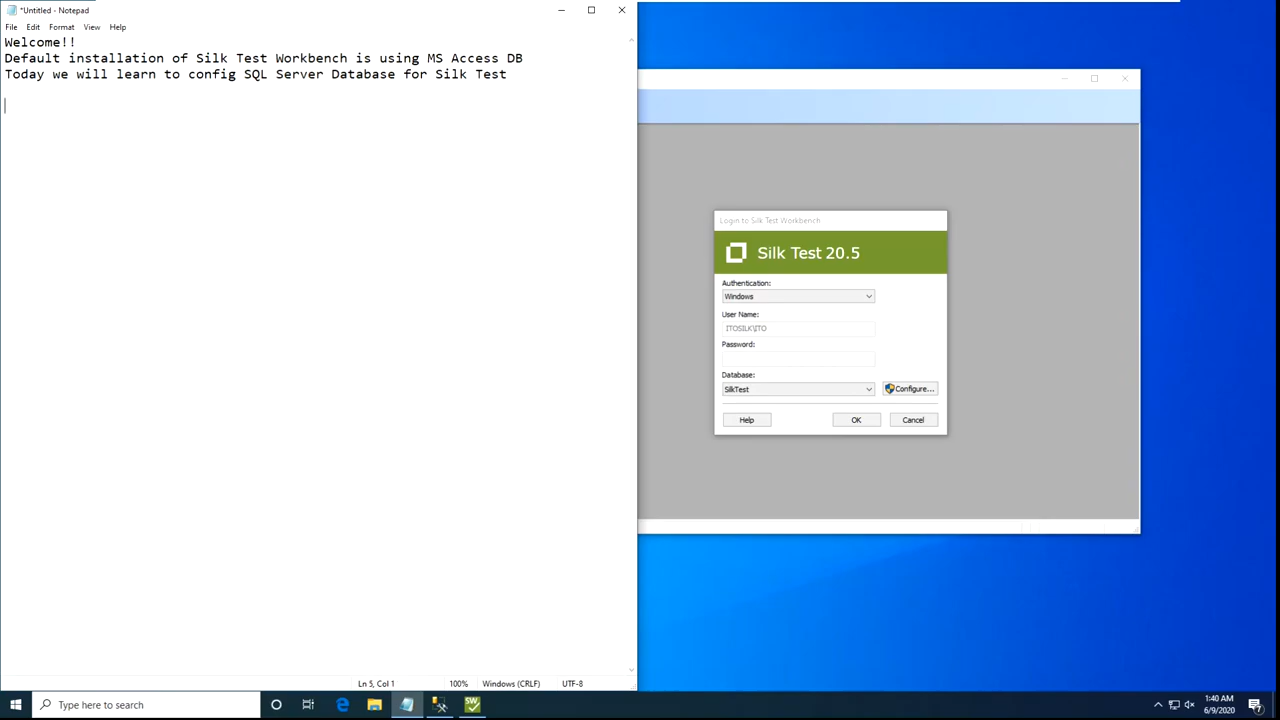 *Untitled - Notepad
File Edit Format View Help
Welcome!!
Default installation of Silk Test Workbench is using MS Access DB
Today we will learn to config SQL Server Database for Silk Test
Ln 5, Col 1 100% Windows (CRLF) UTF-8
Login to Silk Test Workbench
Silk Test 20.5
Authentication:
Windows
User Name:
ITOSILK\ITO
Password:
Database:
SilkTest Configure...
Help OK Cancel
Type here to search
SW
1:40 AM
6/9/2020
7